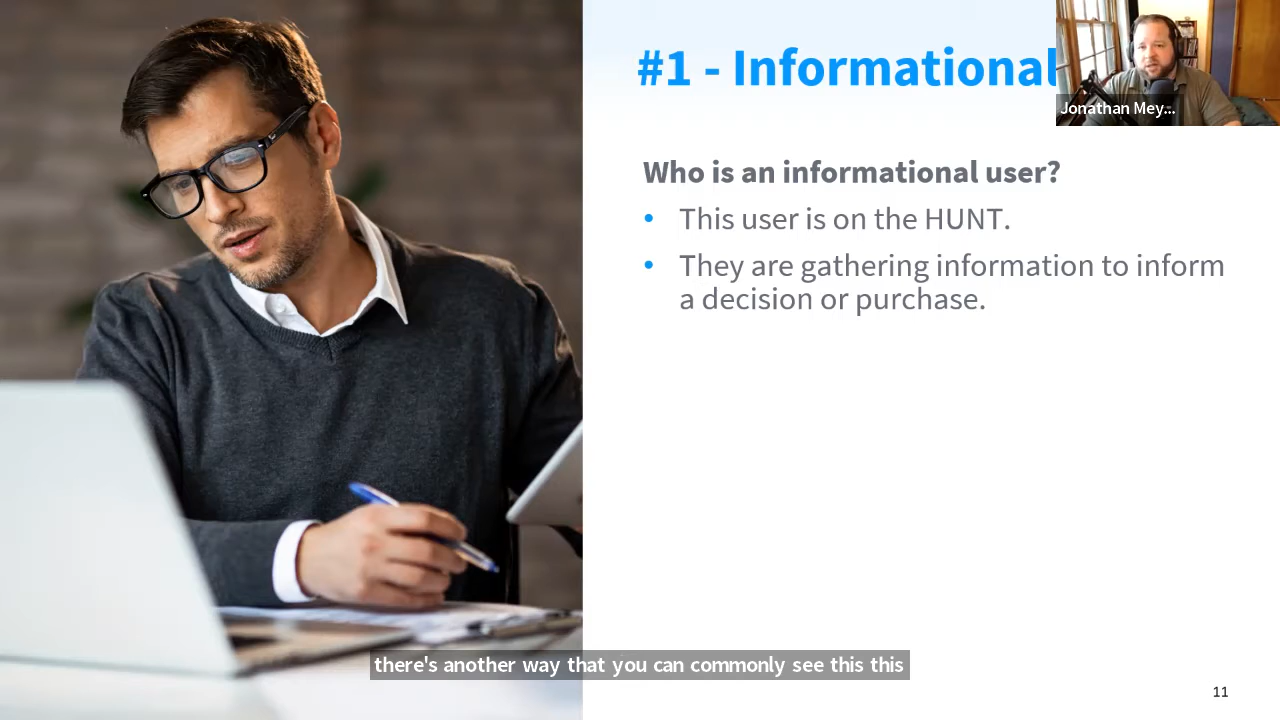 #1 - Informational
Jonathan Mey...
Who is an informational user?
• This user is on the HUNT.
• They are gathering information to inform
a decision or purchase.
there's another way that you can commonly see this this
11